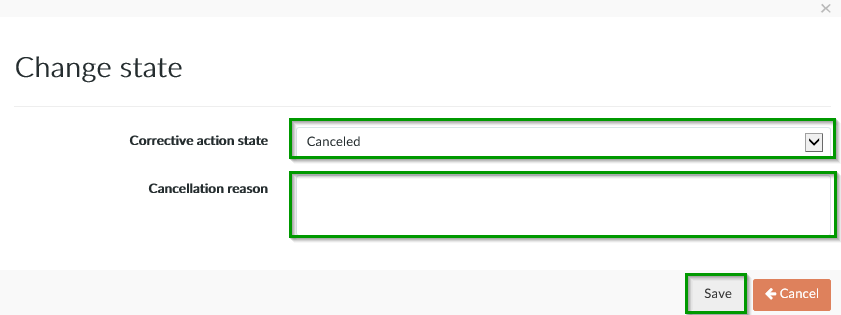 Change state
Corrective action state
Canceled
Cancellation reason
Save
Cancel